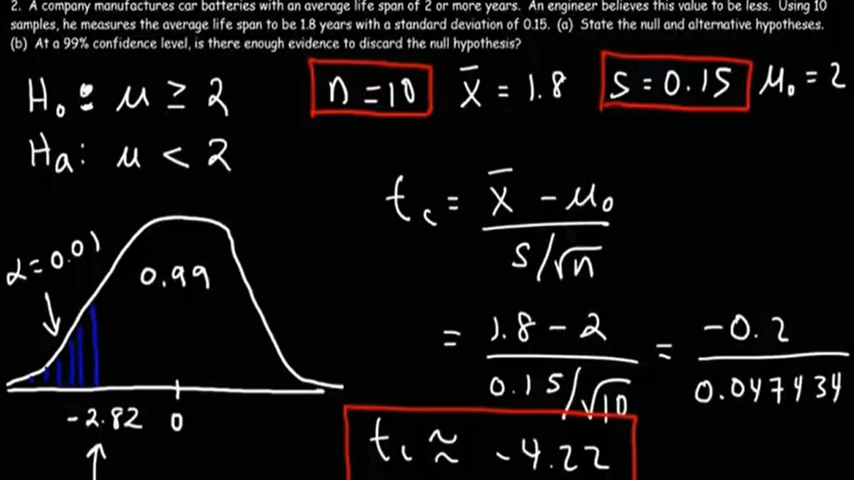 2. A company manufactures car batteries with an average life span of 2 or more years. An engineer believes this value to be less. Using 10
samples, he measures the average life span to be 1.8 years with a standard deviation of 0.15. (a) State the null and alternative hypotheses.
(b) At a 99% confidence level, is there enough evidence to discard the null hypothesis?
H₀: μ ≥ 2
n = 10
x̄ = 1.8
s = 0.15
μ₀ = 2
Ha: μ < 2
t꜀ = x̄ - μ₀ / s/√n
α = 0.01
0.99
= 1.8 - 2 / 0.15/√10 = -0.2 / 0.047434
-2.82 0
t꜀ ≈ -4.22